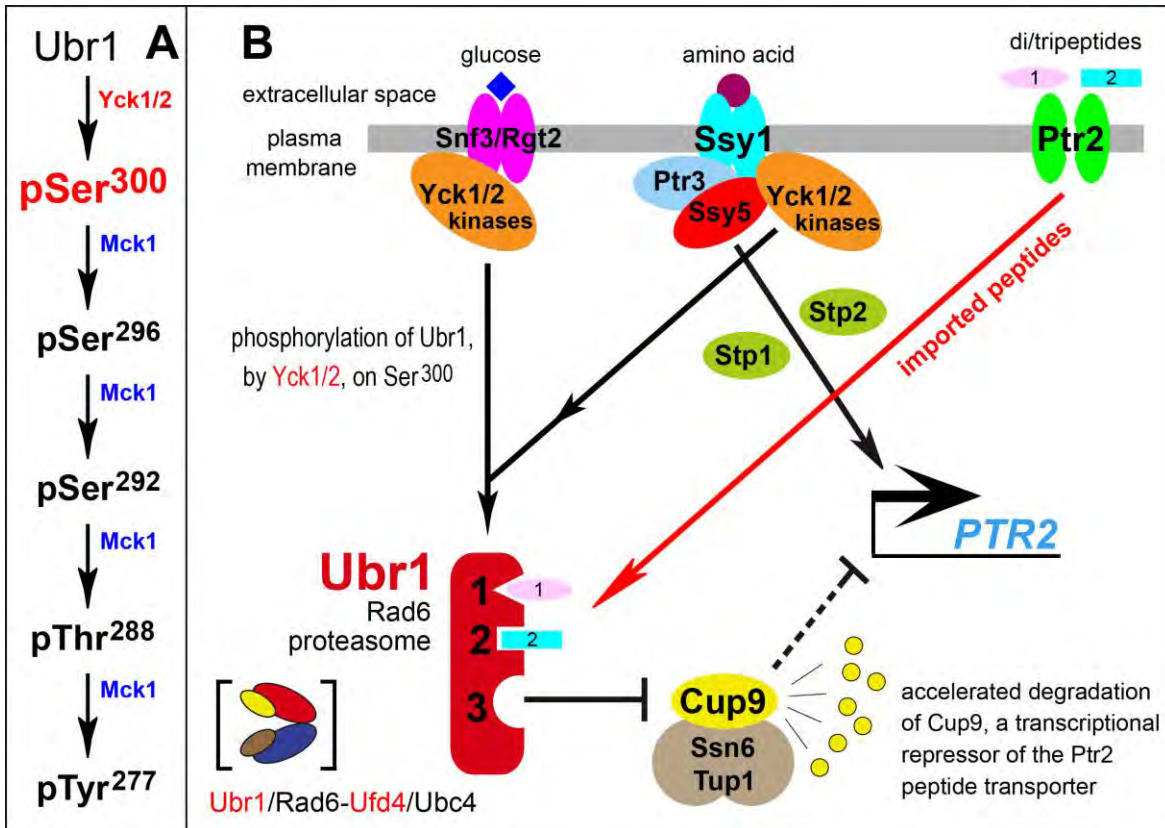 Ubr1 A
Yck1/2
pSer300
Mck1
pSer296
Mck1
pSer292
Mck1
pThr288
Mck1
pTyr277
B
glucose
amino acid
di/tripeptides
1
2
extracellular space
plasma
membrane
Snf3/Rgt2
Ssy1
Ptr2
Yck1/2
kinases
Ptr3
Ssy5
Yck1/2
kinases
imported peptides
Stp2
Stp1
phosphorylation of Ubr1,
by Yck1/2, on Ser300
PTR2
Ubr1
Rad6
proteasome
1
1
2
2
3
Cup9
Ssn6
Tup1
accelerated degradation
of Cup9, a transcriptional
repressor of the Ptr2
peptide transporter
Ubr1/Rad6-Ufd4/Ubc4